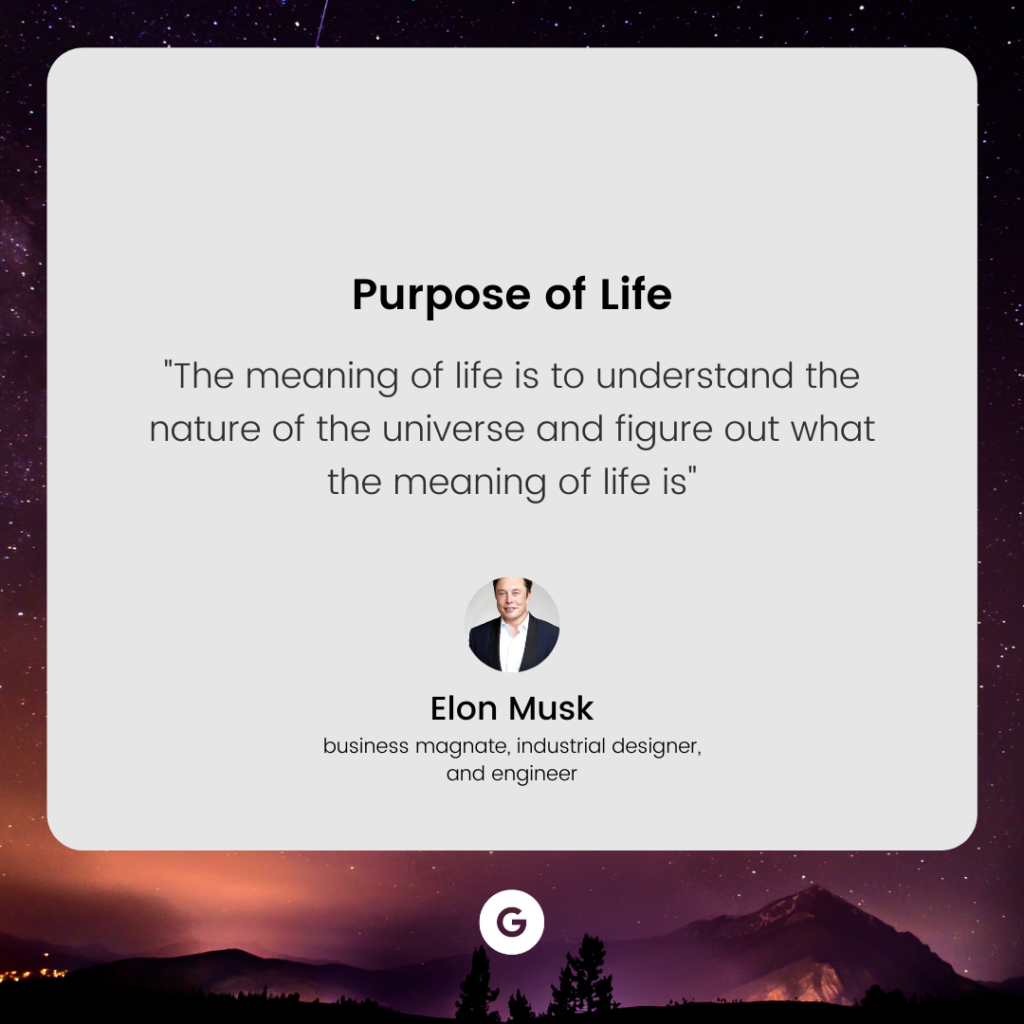 Purpose of Life
"The meaning of life is to understand the
nature of the universe and figure out what
the meaning of life is"
Elon Musk
business magnate, industrial designer,
and engineer
G